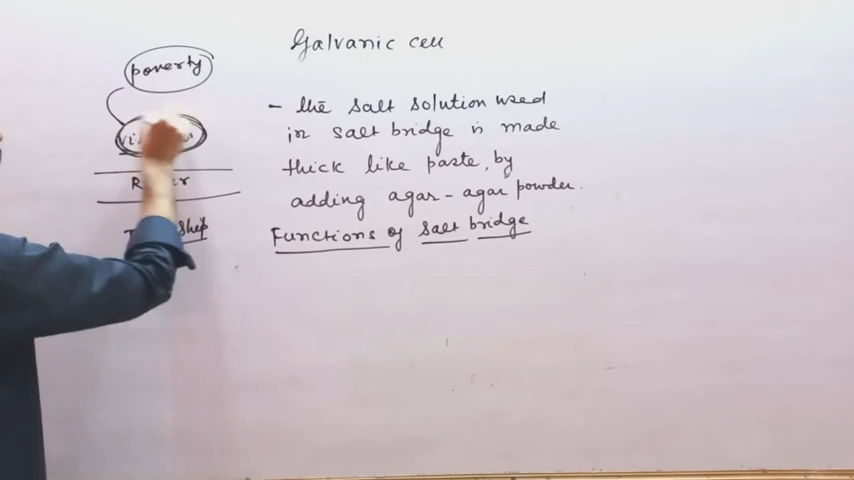 Galvanic cell
poverty
- the salt solution used
in salt bridge is made
thick like paste, by
adding agar-agar powder.
Functions of salt bridge